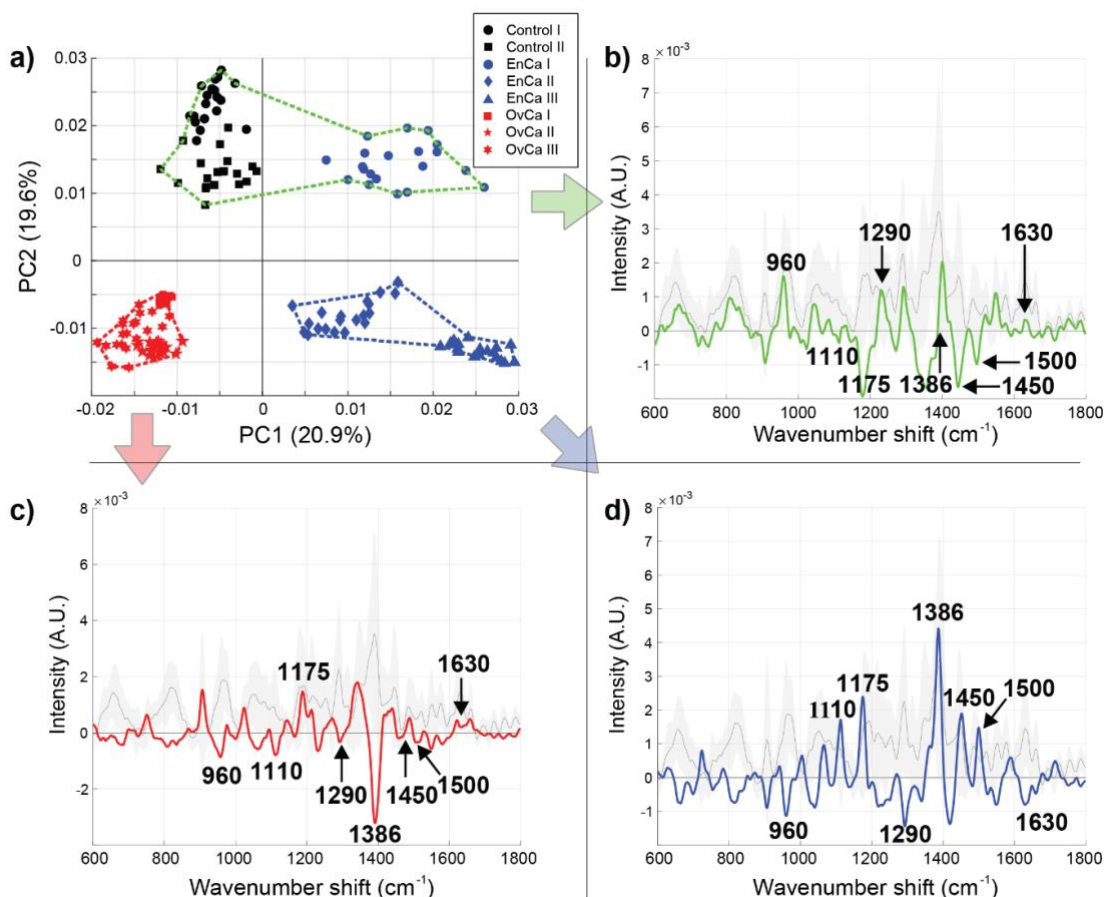 Control I
Control II
EnCa I
EnCa II
EnCa III
OvCa I
OvCa II
OvCa III
a)
0.03
0.02
0.01
0
-0.01
-0.02
-0.01
0
0.01
0.02
0.03
PC2 (19.6%)
PC1 (20.9%)
b)
8 ×10⁻³
7
6
5
4
3
2
1
0
-1
600 800 1000 1200 1400 1600 1800
Intensity (A.U.)
Wavenumber shift (cm⁻¹)
960
1290
1630
1110
1175
1386
1450
1500
c)
8 ×10⁻³
6
4
2
0
-2
600 800 1000 1200 1400 1600 1800
Intensity (A.U.)
Wavenumber shift (cm⁻¹)
1175
1630
960
1110
1290
1386
1450
1500
d)
8 ×10⁻³
7
6
5
4
3
2
1
0
-1
600 800 1000 1200 1400 1600 1800
Intensity (A.U.)
Wavenumber shift (cm⁻¹)
1386
1175
1110
1450
1500
960
1290
1630